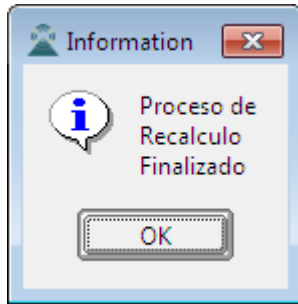 Information
Proceso de
Recalculo
Finalizado
OK